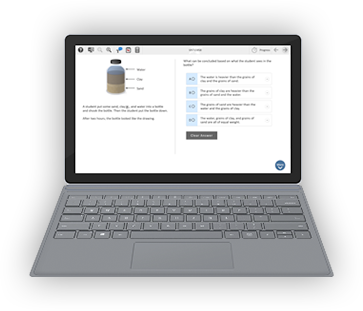 Progress
What can be concluded based on what the student saw in the
bottle?
Water
Clay
Sand
The water is heavier than the grains of
clay and the grains of sand.
The grains of clay are heavier than the
grains of sand and the water.
The grains of sand are heavier than the
water and the grains of clay.
The water, grains of clay, and grains of
sand are all of equal weight.
Clear Answer
A student put some sand, clay, and water into a bottle
and shook the bottle. Then the student put the bottle down.
After two hours, the bottle looked like the drawing.